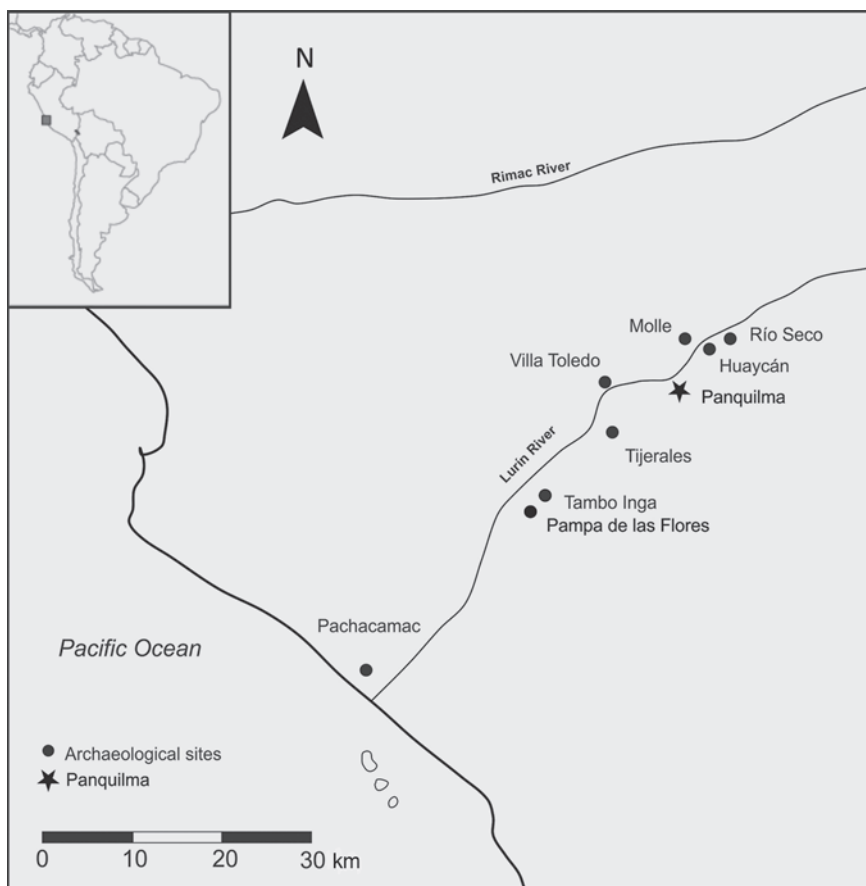 N
Rimac River
Molle
Río Seco
Huaycán
Villa Toledo
Panquilma
Lurín River
Tijerales
Tambo Inga
Pampa de las Flores
Pachacamac
Pacific Ocean
Archaeological sites
Panquilma
0 10 20 30 km